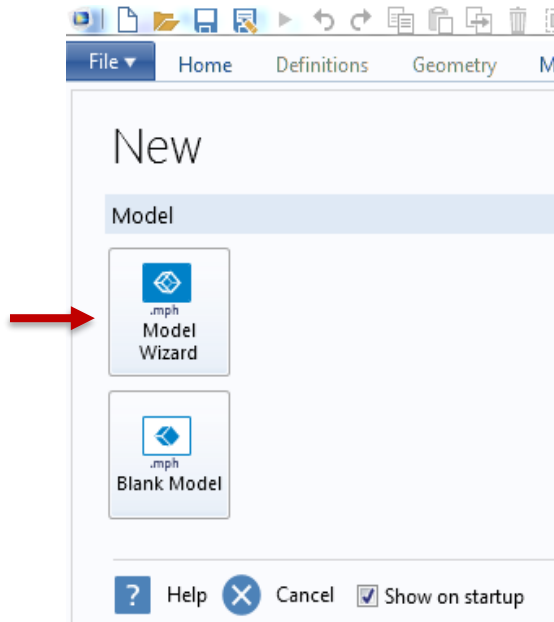 File Home Definitions Geometry M
New
Model
.mph
Model
Wizard
.mph
Blank Model
? Help Cancel Show on startup